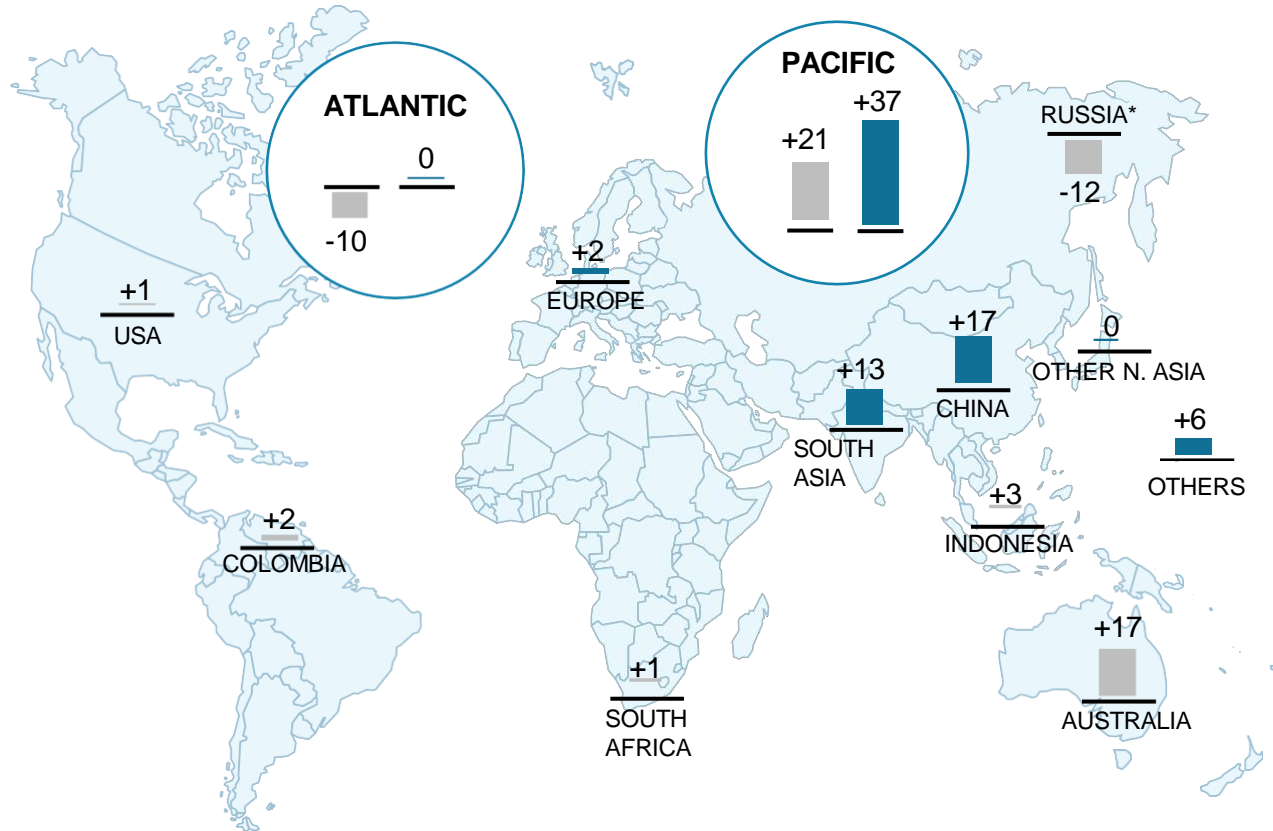 ATLANTIC
0
-10
PACIFIC
+37
+21
RUSSIA*
-12
+2
EUROPE
+1
USA
+17
CHINA
0
OTHER N. ASIA
+13
SOUTH
ASIA
+6
OTHERS
+3
INDONESIA
+2
COLOMBIA
+17
AUSTRALIA
+1
SOUTH
AFRICA